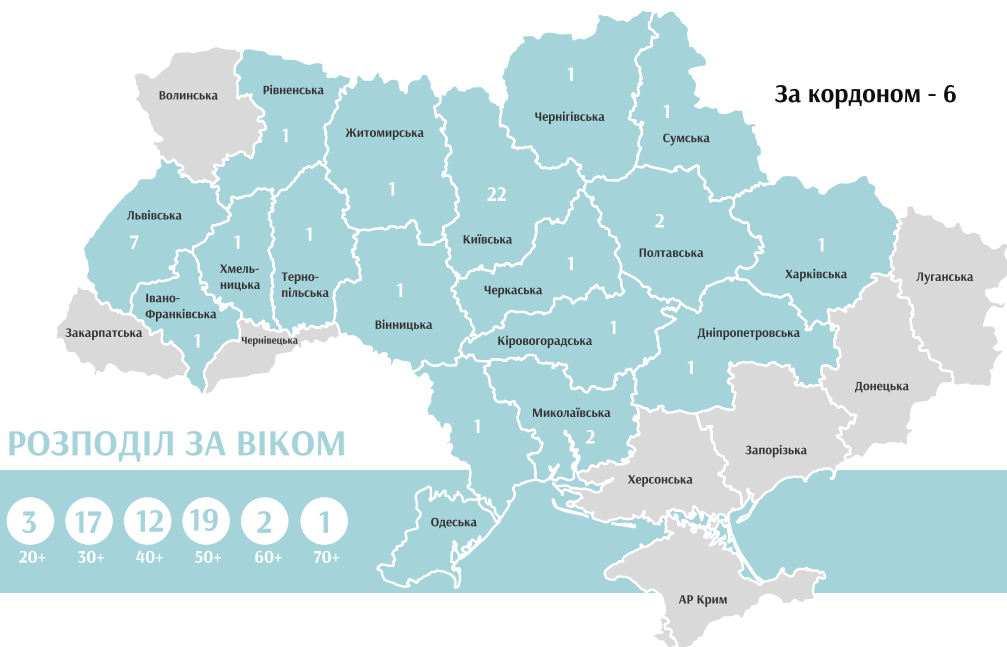 1
Чернігівська
1
Сумська
За кордоном - 6
Волинська
Рівненська
1
Житомирська
1
22
Київська
Львівська
7
1
Хмель-
ницька
1
Терно-
пільська
2
Полтавська
1
Харківська
Луганська
1
Черкаська
Івано-
Франківська
1
Закарпатська
Чернівецька
1
Вінницька
1
Кіровоградська
Дніпропетровська
1
Донецька
Миколаївська
2
1
Одеська
Запорізька
Херсонська
АР Крим
РОЗПОДІЛ ЗА ВІКОМ
3 17 12 19 2 1
20+ 30+ 40+ 50+ 60+ 70+